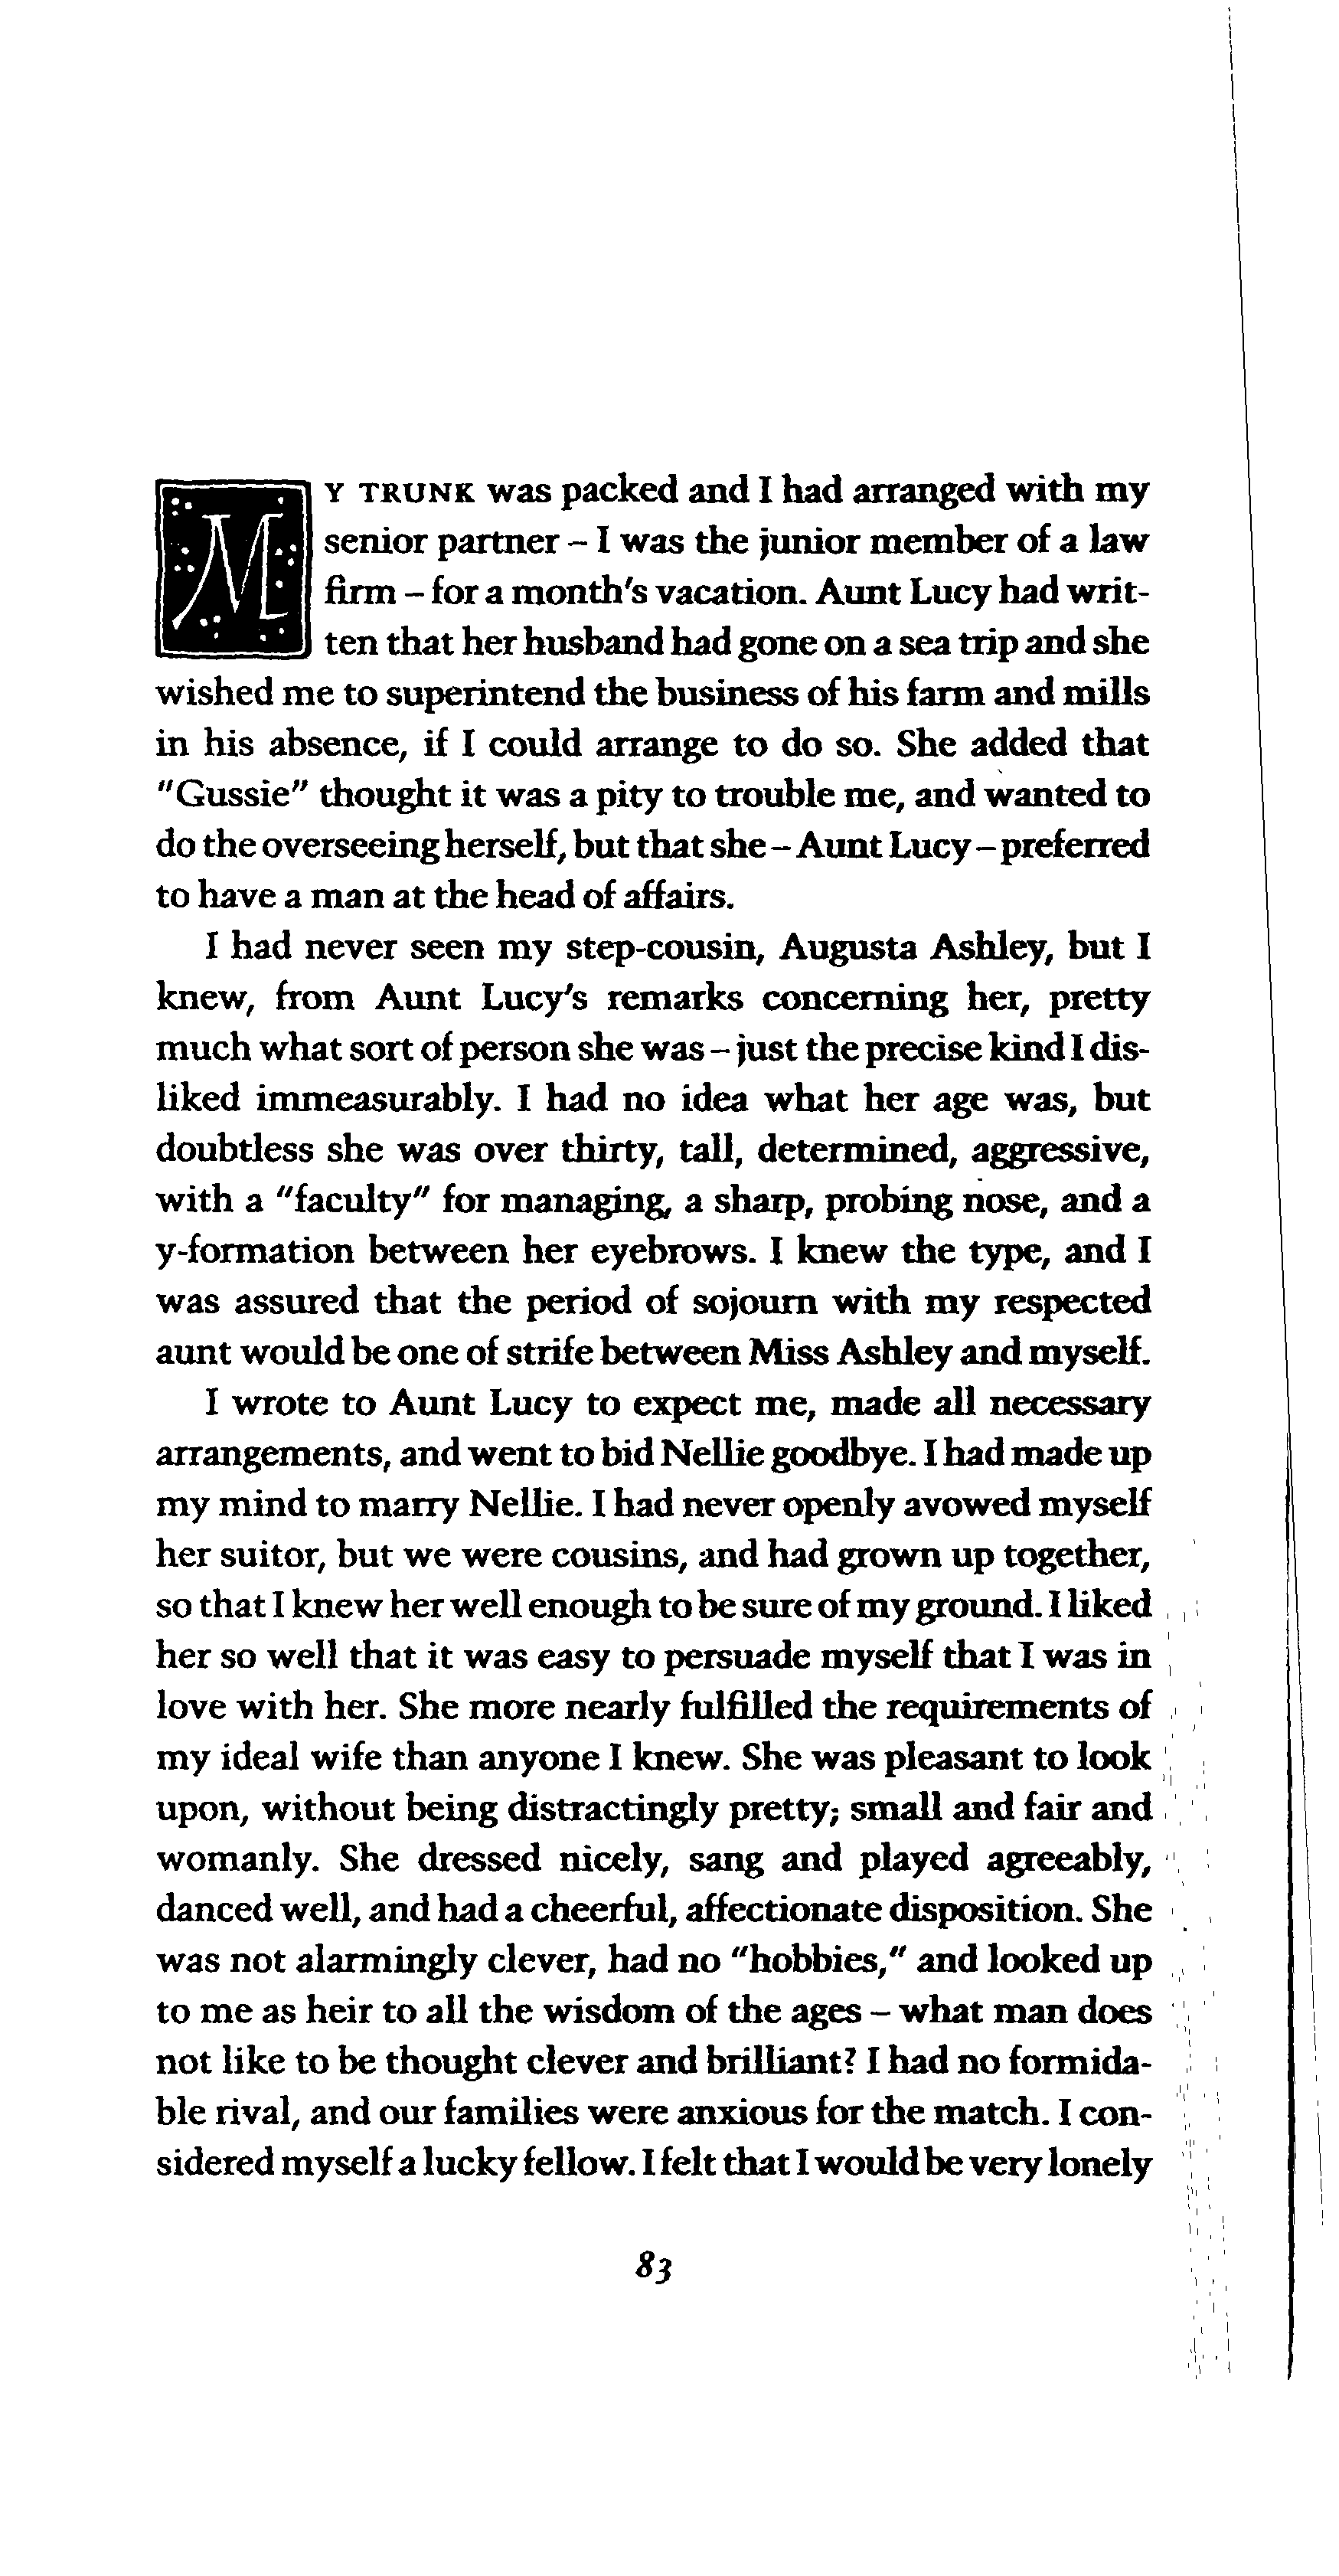 MY TRUNK was packed and I had arranged with my
senior partner – I was the junior member of a law
firm – for a month's vacation. Aunt Lucy had writ-
ten that her husband had gone on a sea trip and she
wished me to superintend the business of his farm and mills
in his absence, if I could arrange to do so. She added that
"Gussie" thought it was a pity to trouble me, and wanted to
do the overseeing herself, but that she – Aunt Lucy – preferred
to have a man at the head of affairs.
I had never seen my step-cousin, Augusta Ashley, but I
knew, from Aunt Lucy's remarks concerning her, pretty
much what sort of person she was – just the precise kind I dis-
liked immeasurably. I had no idea what her age was, but
doubtless she was over thirty, tall, determined, aggressive,
with a "faculty" for managing, a sharp, probing nose, and a
y-formation between her eyebrows. I knew the type, and I
was assured that the period of sojourn with my respected
aunt would be one of strife between Miss Ashley and myself.
I wrote to Aunt Lucy to expect me, made all necessary
arrangements, and went to bid Nellie goodbye. I had made up
my mind to marry Nellie. I had never openly avowed myself
her suitor, but we were cousins, and had grown up together,
so that I knew her well enough to be sure of my ground. I liked
her so well that it was easy to persuade myself that I was in
love with her. She more nearly fulfilled the requirements of
my ideal wife than anyone I knew. She was pleasant to look
upon, without being distractingly pretty; small and fair and
womanly. She dressed nicely, sang and played agreeably,
danced well, and had a cheerful, affectionate disposition. She
was not alarmingly clever, had no "hobbies," and looked up
to me as heir to all the wisdom of the ages – what man does
not like to be thought clever and brilliant? I had no formida-
ble rival, and our families were anxious for the match. I con-
sidered myself a lucky fellow. I felt that I would be very lonely
83